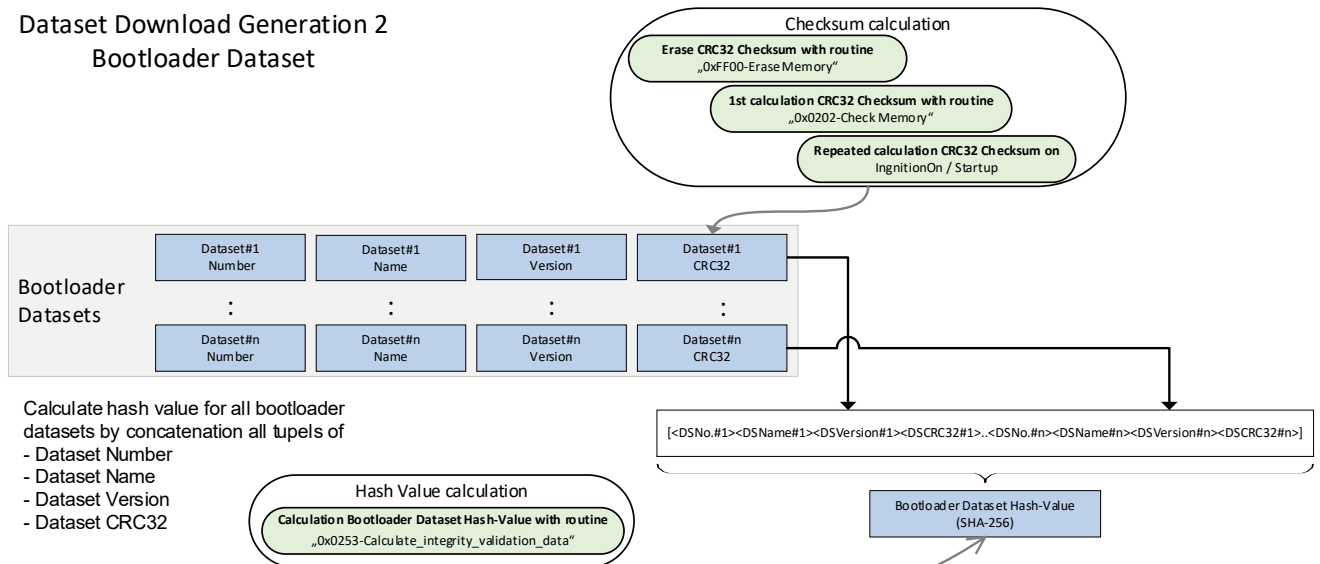 Dataset Download Generation 2
Bootloader Dataset
Checksum calculation
Erase CRC32 Checksum with routine
„0xFF00-Erase Memory“
1st calculation CRC32 Checksum with routine
„0x0202-Check Memory“
Repeated calculation CRC32 Checksum on
IngnitionOn / Startup
Bootloader
Datasets
Dataset#1
Number
Dataset#1
Name
Dataset#1
Version
Dataset#1
CRC32
:
:
:
:
Dataset#n
Number
Dataset#n
Name
Dataset#n
Version
Dataset#n
CRC32
Calculate hash value for all bootloader
datasets by concatenation all tupels of
- Dataset Number
- Dataset Name
- Dataset Version
- Dataset CRC32
[<DSNo.#1><DSName#1><DSVersion#1><DSCRC32#1>..<DSNo.#n><DSName#n><DSVersion#n><DSCRC32#n>]
Hash Value calculation
Calculation Bootloader Dataset Hash-Value with routine
„0x0253-Calculate_integrity_validation_data“
Bootloader Dataset Hash-Value
(SHA-256)